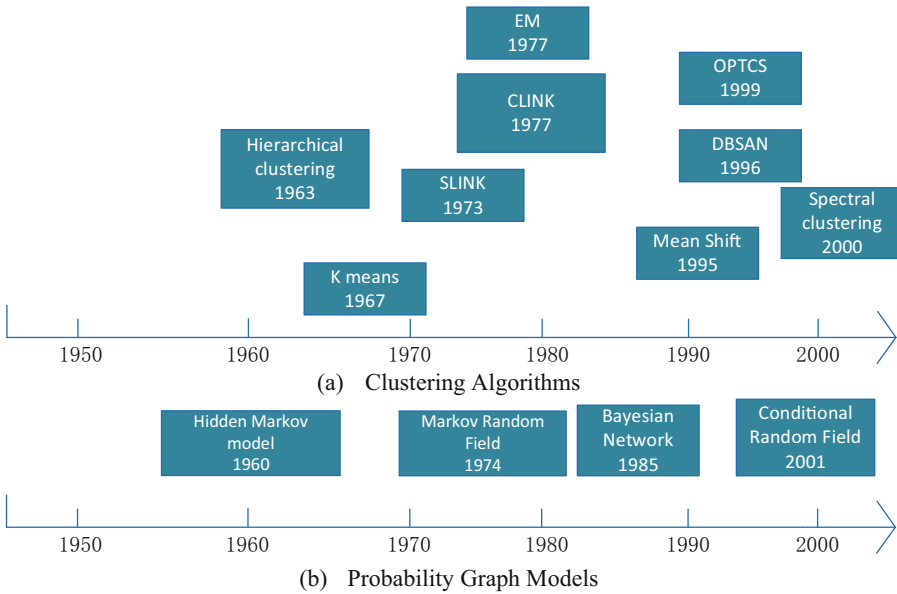 EM
1977
OPTCS
1999
CLINK
1977
Hierarchical
clustering
1963
DBSAN
1996
SLINK
1973
Spectral
clustering
2000
Mean Shift
1995
K means
1967
1950 1960 1970 1980 1990 2000
(a) Clustering Algorithms
Hidden Markov
model
1960
Markov Random
Field
1974
Bayesian
Network
1985
Conditional
Random Field
2001
1950 1960 1970 1980 1990 2000
(b) Probability Graph Models